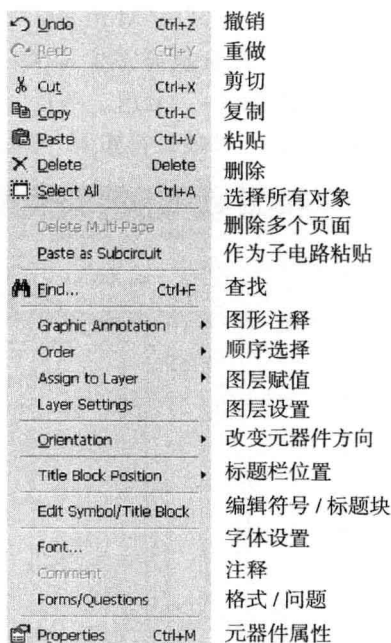 Undo Ctrl+Z 撤销
Redo Ctrl+Y 重做
Cut Ctrl+X 剪切
Copy Ctrl+C 复制
Paste Ctrl+V 粘贴
Delete Delete 删除
Select All Ctrl+A 选择所有对象
Delete Multi-Page 删除多个页面
Paste as Subcircuit 作为子电路粘贴
Find... Ctrl+F 查找
Graphic Annotation 图形注释
Order 顺序选择
Assign to Layer 图层赋值
Layer Settings 图层设置
Orientation 改变元器件方向
Title Block Position 标题栏位置
Edit Symbol/Title Block 编辑符号 / 标题块
Font... 字体设置
Comment 注释
Forms/Questions 格式 / 问题
Properties Ctrl+M 元器件属性